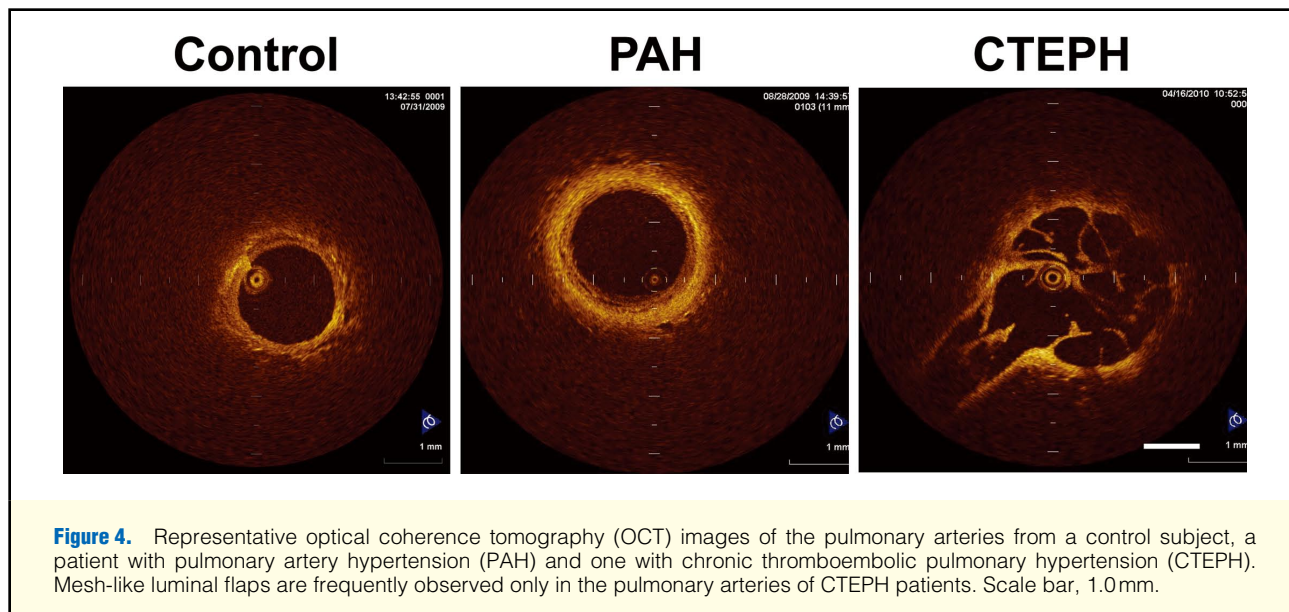 Control
PAH
CTEPH
13:42:55 0001
07/31/2009
08/28/2009 14:39:57
0103 (11 mm
04/16/2010 10:52:5
000
1 mm
1 mm
1 mm
Figure 4. Representative optical coherence tomography (OCT) images of the pulmonary arteries from a control subject, a
patient with pulmonary artery hypertension (PAH) and one with chronic thromboembolic pulmonary hypertension (CTEPH).
Mesh-like luminal flaps are frequently observed only in the pulmonary arteries of CTEPH patients. Scale bar, 1.0 mm.